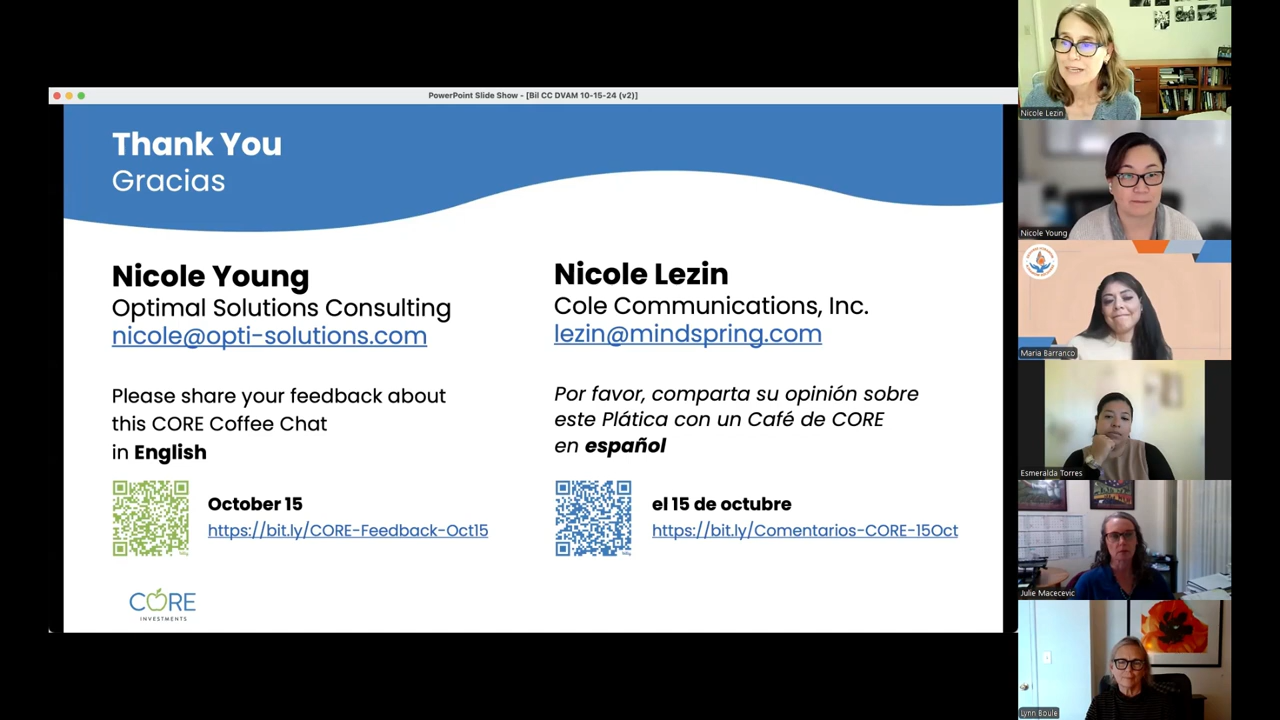 PowerPoint Slide Show - [Bil CC DVAM 10-15-24 (v2)]
Thank You
Gracias
Nicole Young
Optimal Solutions Consulting
nicole@opti-solutions.com
Please share your feedback about
this CORE Coffee Chat
in English
October 15
https://bit.ly/CORE-Feedback-Oct15
Nicole Lezin
Cole Communications, Inc.
lezin@mindspring.com
Por favor, comparta su opinión sobre
este Plática con un Café de CORE
en español
el 15 de octubre
https://bit.ly/Comentarios-CORE-15Oct
CORE
INVESTMENTS
Nicole Lezin
Nicole Young
Maria Barranco
Esmeralda Torres
Julie Macecevic
Lynn Boule